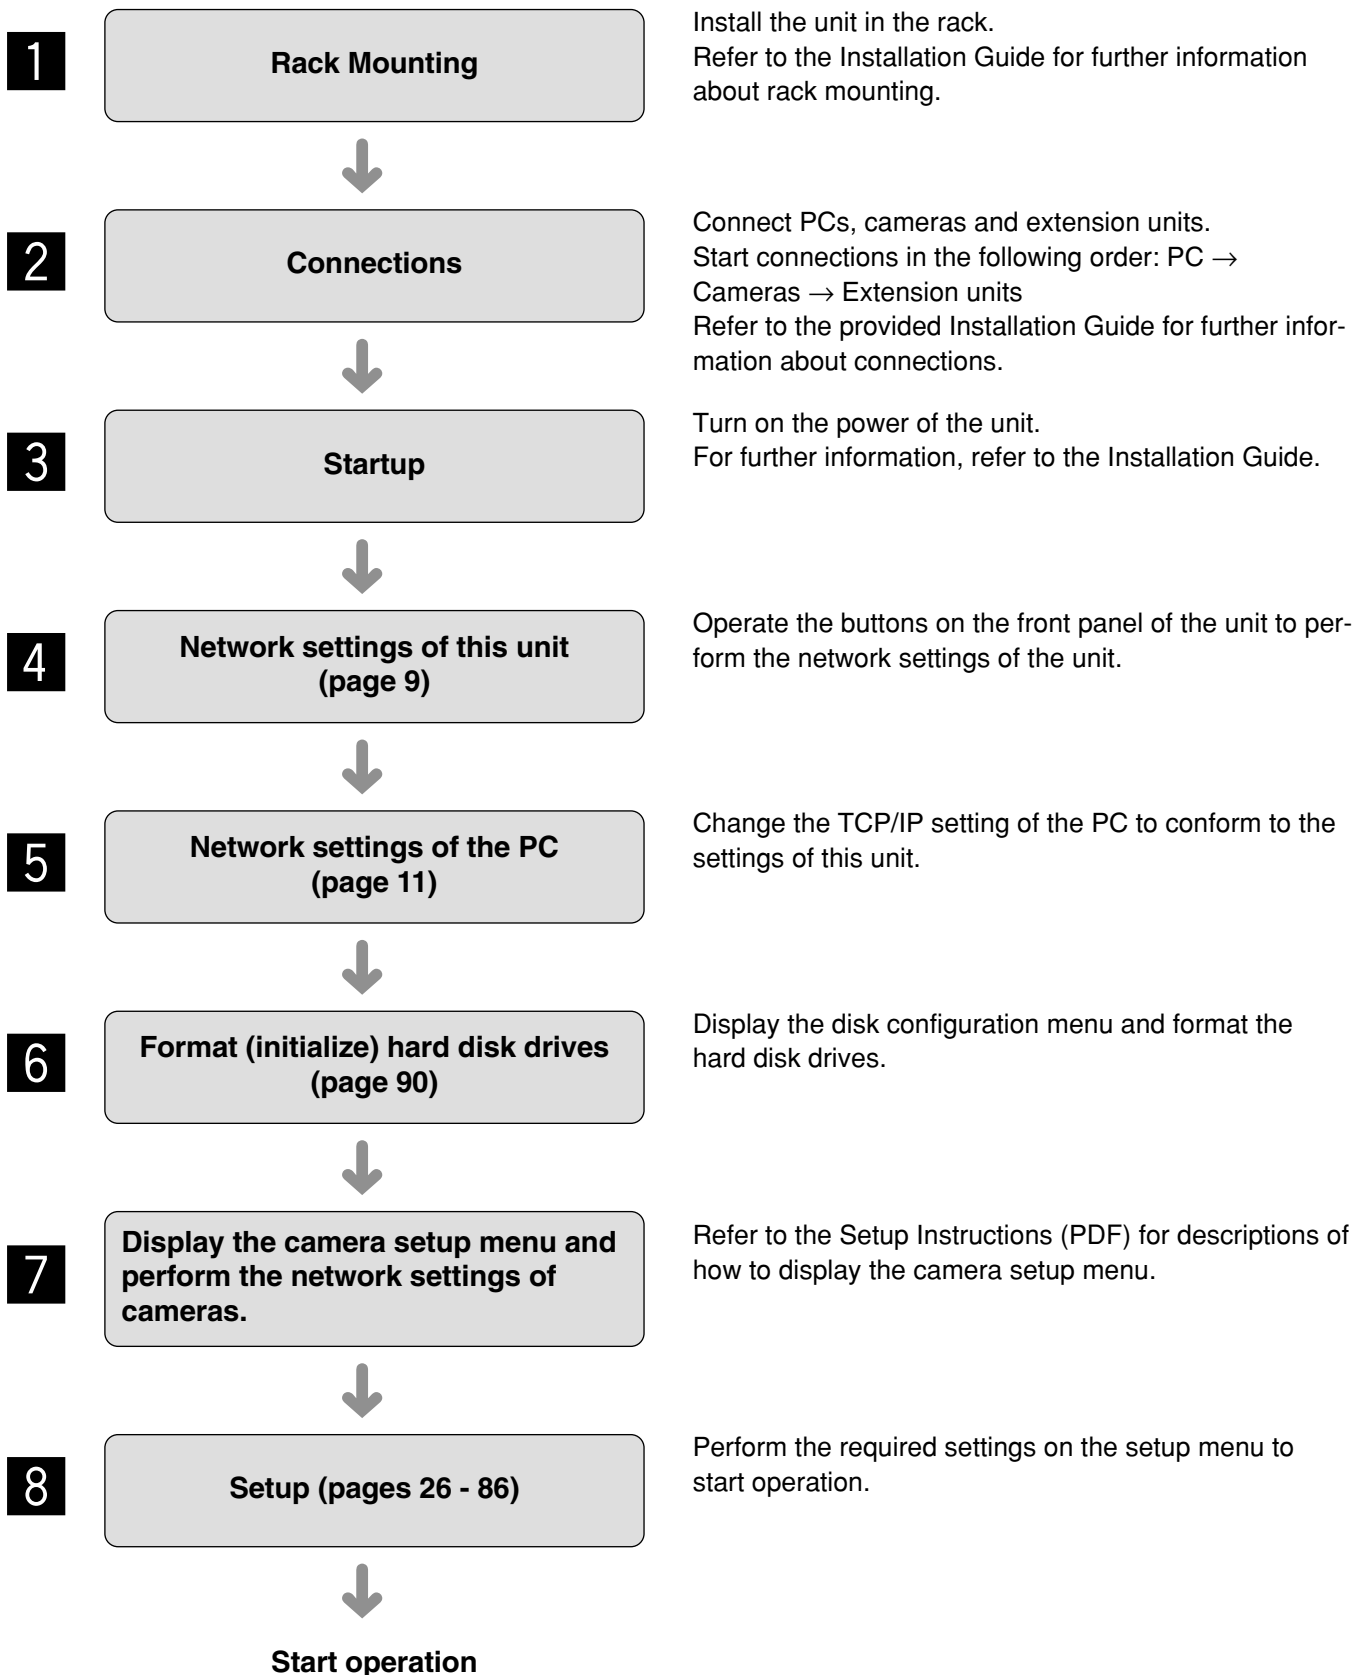 1
Rack Mounting
Install the unit in the rack.
Refer to the Installation Guide for further information
about rack mounting.
2
Connections
Connect PCs, cameras and extension units.
Start connections in the following order: PC →
Cameras → Extension units
Refer to the provided Installation Guide for further infor-
mation about connections.
3
Startup
Turn on the power of the unit.
For further information, refer to the Installation Guide.
4
Network settings of this unit
(page 9)
Operate the buttons on the front panel of the unit to per-
form the network settings of the unit.
5
Network settings of the PC
(page 11)
Change the TCP/IP setting of the PC to conform to the
settings of this unit.
6
Format (initialize) hard disk drives
(page 90)
Display the disk configuration menu and format the
hard disk drives.
7
Display the camera setup menu and
perform the network settings of
cameras.
Refer to the Setup Instructions (PDF) for descriptions of
how to display the camera setup menu.
8
Setup (pages 26 - 86)
Perform the required settings on the setup menu to
start operation.
Start operation